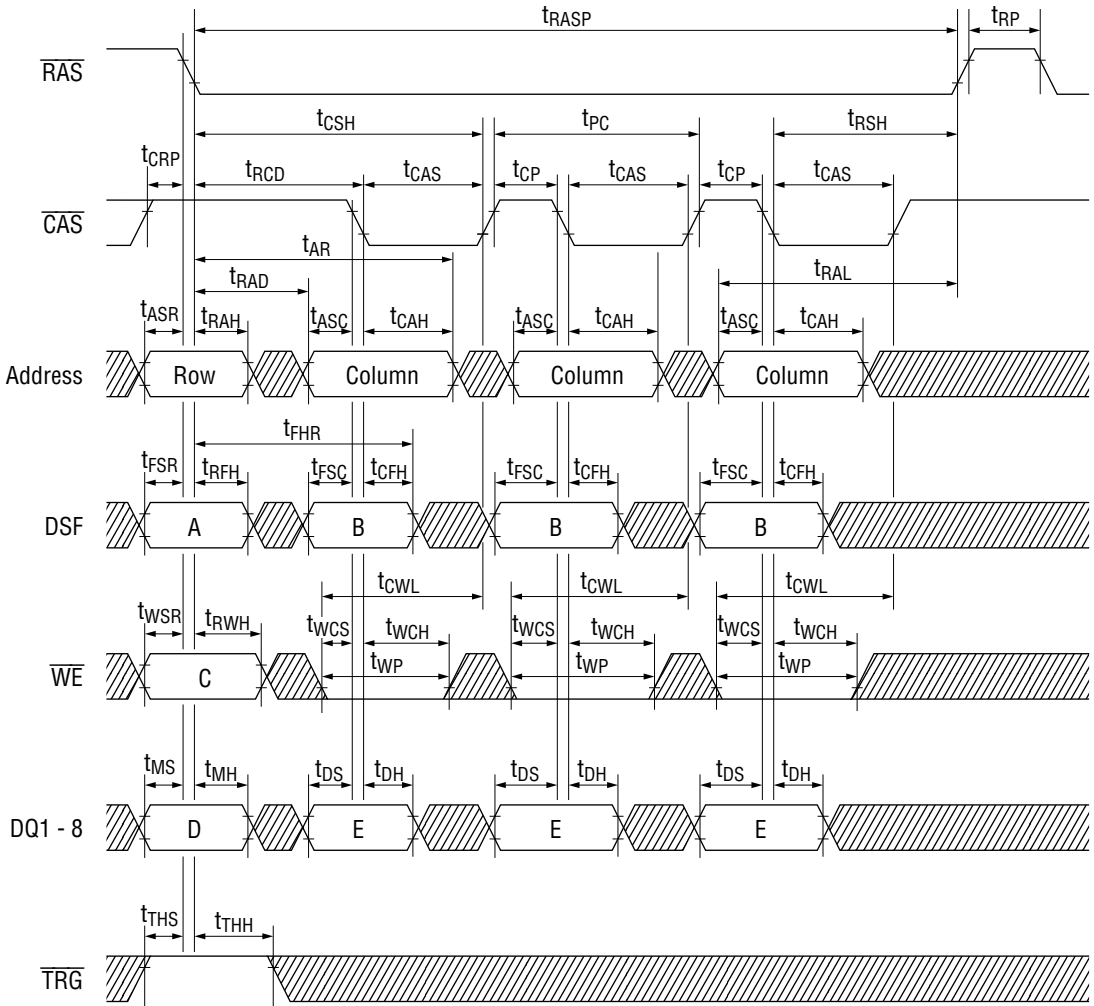 tRASP tRP
RAS
tCSH tPC tRSH
tCRP tRCD tCAS tCP tCAS tCP tCAS
CAS
tAR
tRAD tRAL
tASR tRAH tASC tCAH tASC tCAH tASC tCAH
Address Row Column Column Column
tFHR
tFSR tRFH tFSC tCFH tFSC tCFH tFSC tCFH
DSF A B B B
tCWL tCWL tCWL
tWSR tRWH tWCS tWCH tWCS tWCH tWCS tWCH
tWP tWP tWP
WE C
tMS tMH tDS tDH tDS tDH tDS tDH
DQ1 - 8 D E E E
tTHS tTHH
TRG